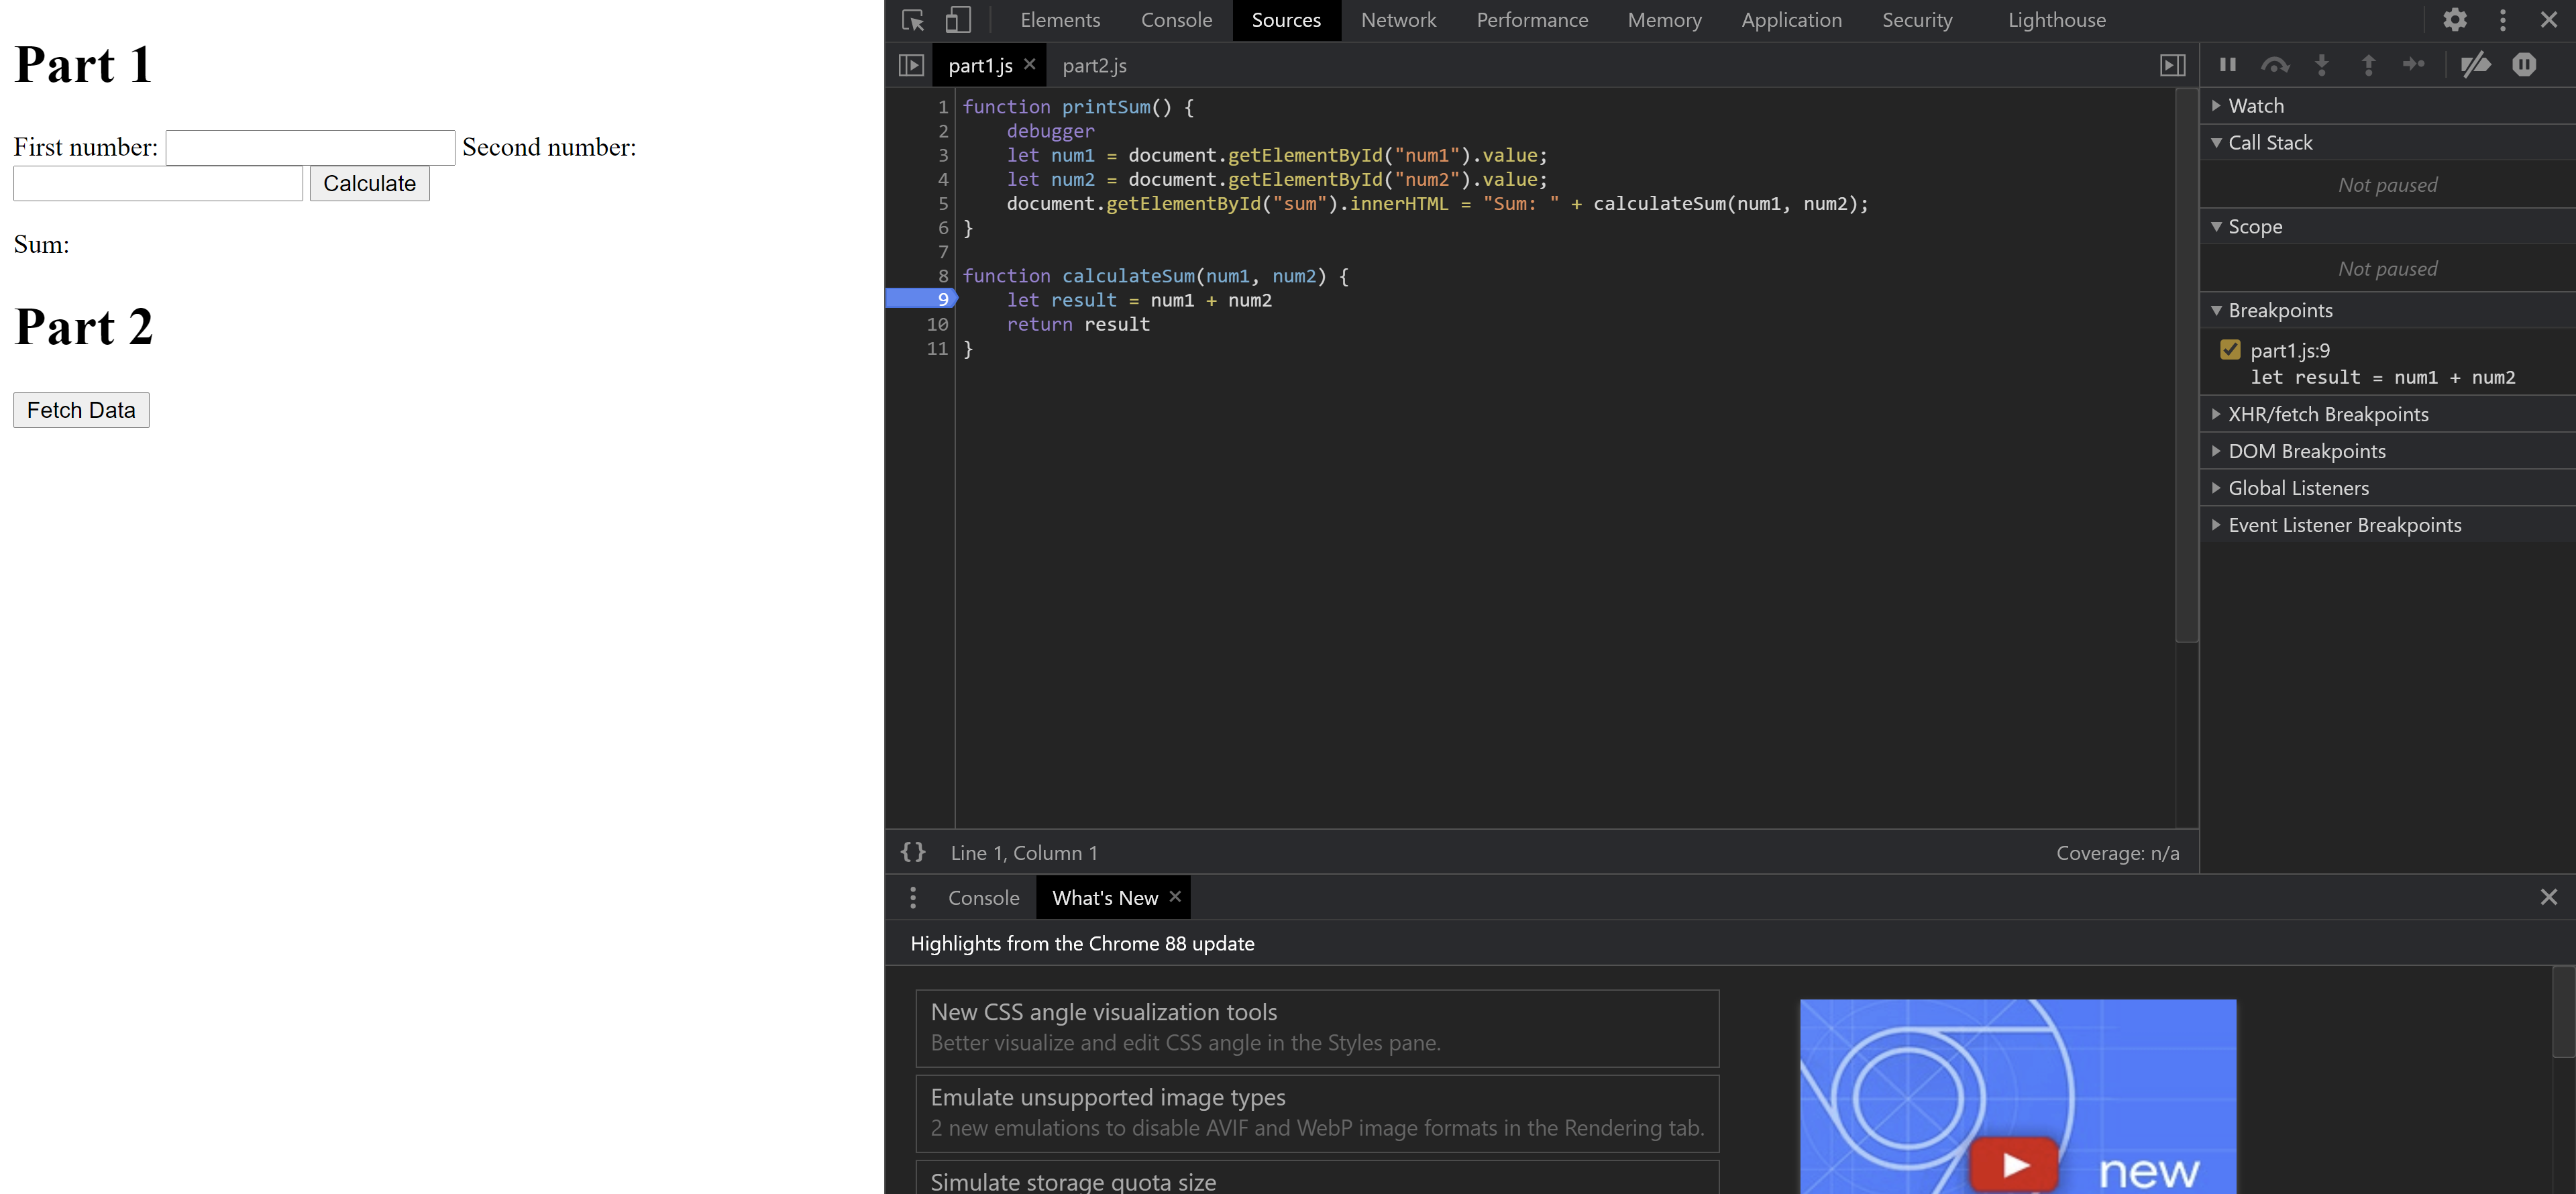 Part 1
First number: Second number:
Calculate
Sum:
Part 2
Fetch Data
Elements Console Sources Network Performance Memory Application Security Lighthouse
part1.js part2.js
1 function printSum() {
2     debugger
3     let num1 = document.getElementById("num1").value;
4     let num2 = document.getElementById("num2").value;
5     document.getElementById("sum").innerHTML = "Sum: " + calculateSum(num1, num2);
6 }
7
8 function calculateSum(num1, num2) {
9     let result = num1 + num2
10     return result
11 }
{} Line 1, Column 1 Coverage: n/a
Watch
Call Stack
Not paused
Scope
Not paused
Breakpoints
part1.js:9
let result = num1 + num2
XHR/fetch Breakpoints
DOM Breakpoints
Global Listeners
Event Listener Breakpoints
Console What's New
Highlights from the Chrome 88 update
New CSS angle visualization tools
Better visualize and edit CSS angle in the Styles pane.
Emulate unsupported image types
2 new emulations to disable AVIF and WebP image formats in the Rendering tab.
Simulate storage quota size
new